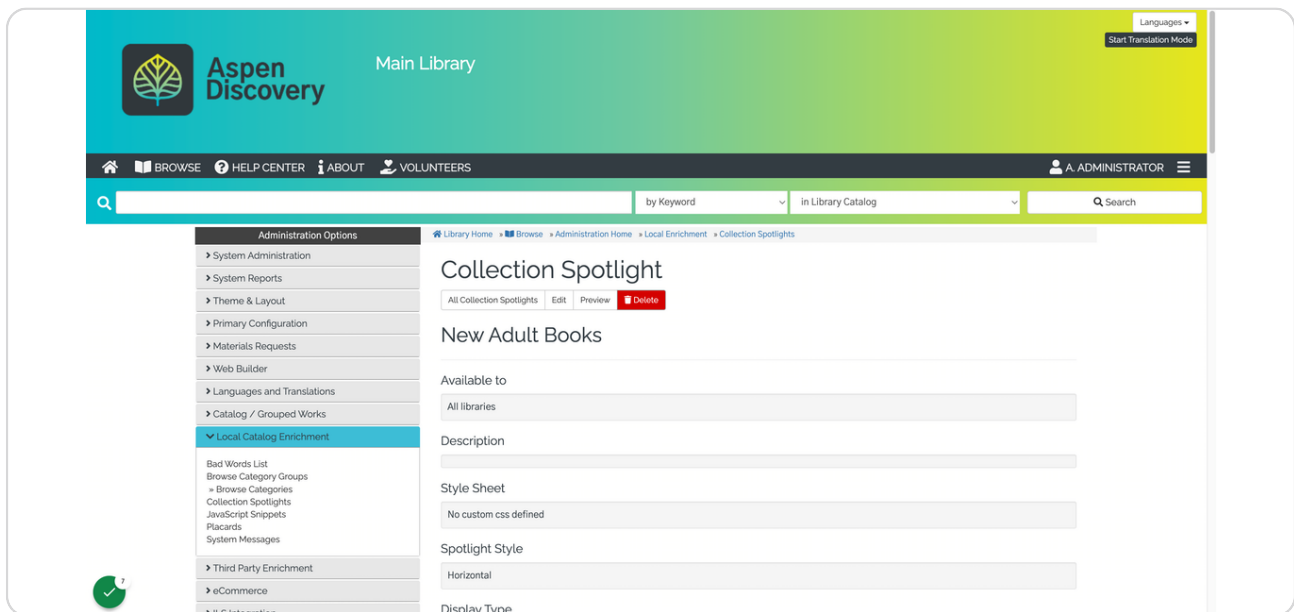 Languages
Start Translation Mode
Aspen
Discovery
Main Library
BROWSE HELP CENTER ABOUT VOLUNTEERS A. ADMINISTRATOR
by Keyword in Library Catalog Search
Administration Options
System Administration
System Reports
Theme & Layout
Primary Configuration
Materials Requests
Web Builder
Languages and Translations
Catalog / Grouped Works
Local Catalog Enrichment
Bad Words List
Browse Category Groups
» Browse Categories
Collection Spotlights
JavaScript Snippets
Placards
System Messages
Third Party Enrichment
eCommerce
ILS Integration
7
Library Home » Browse » Administration Home » Local Enrichment » Collection Spotlights
Collection Spotlight
All Collection Spotlights Edit Preview Delete
New Adult Books
Available to
All libraries
Description
Style Sheet
No custom css defined
Spotlight Style
Horizontal
Display Type